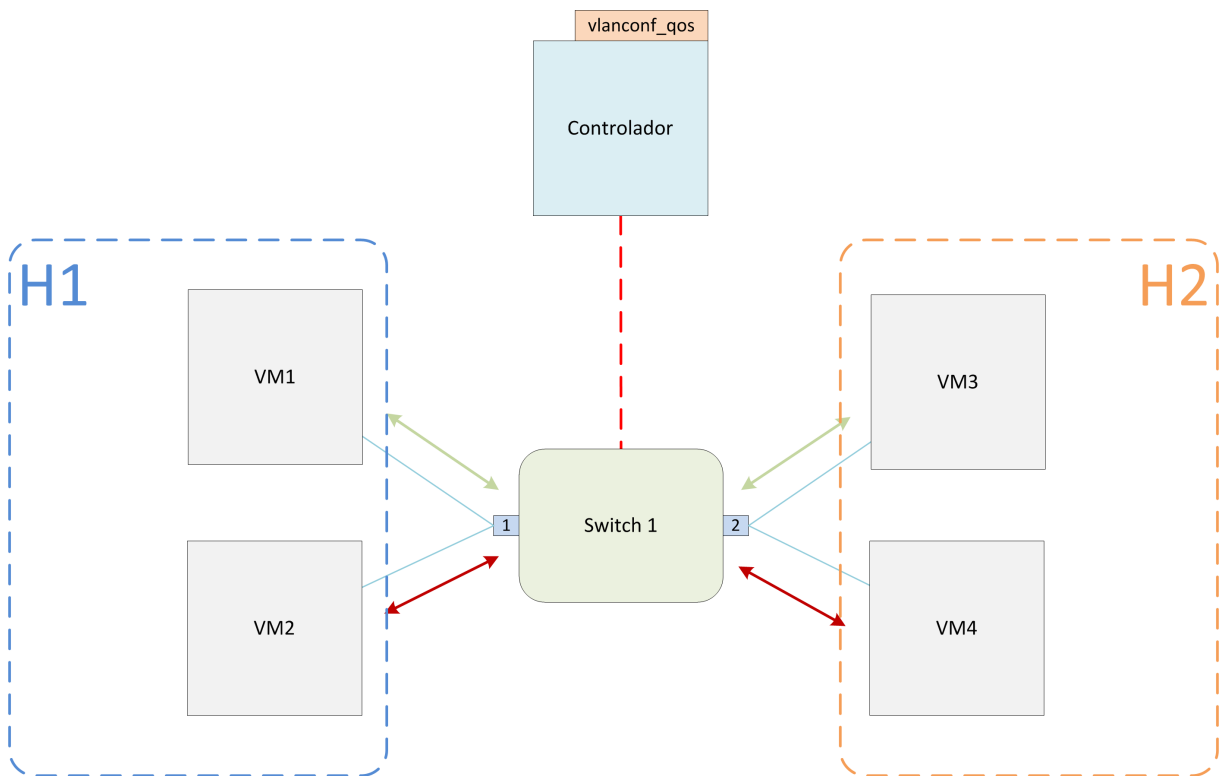 vlanconf_qos
Controlador
H1
H2
VM1
VM3
1
Switch 1
2
VM2
VM4